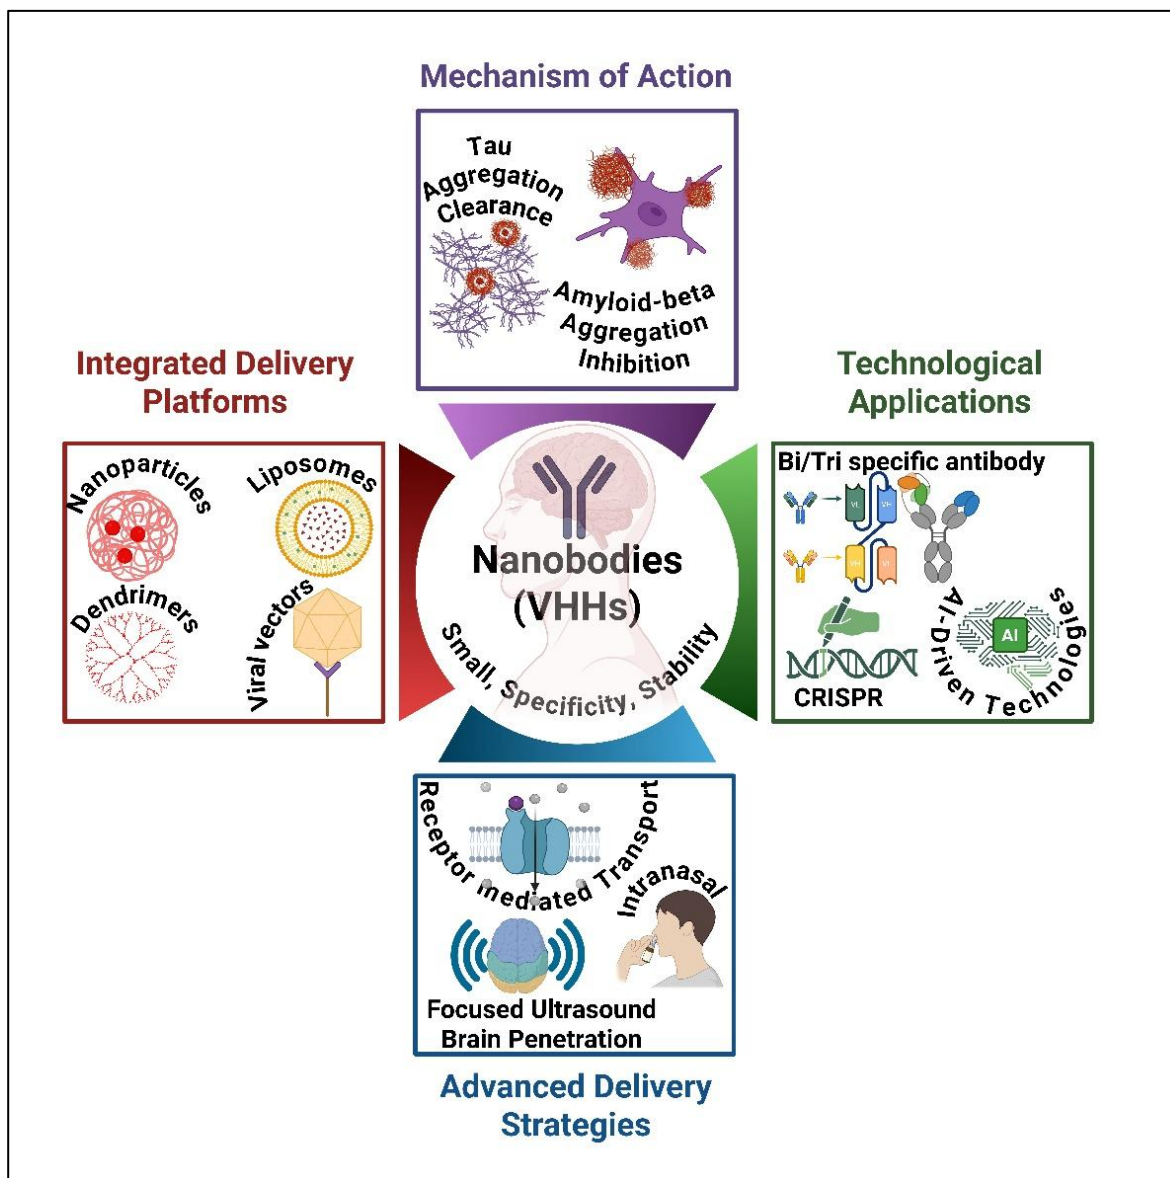 Mechanism of Action
Tau
Aggregation
Clearance
Amyloid-beta
Aggregation
Inhibition
Integrated Delivery
Platforms
Nanoparticles
Liposomes
Dendrimers
Viral vectors
Nanobodies
(VHHs)
Small, Specificity, Stability
Technological
Applications
Bi/Tri specific antibody
VL
VH
VH
VL
CRISPR
AI
AI-Driven Technologies
Receptor mediated Transport
Intranasal
Focused Ultrasound
Brain Penetration
Advanced Delivery
Strategies